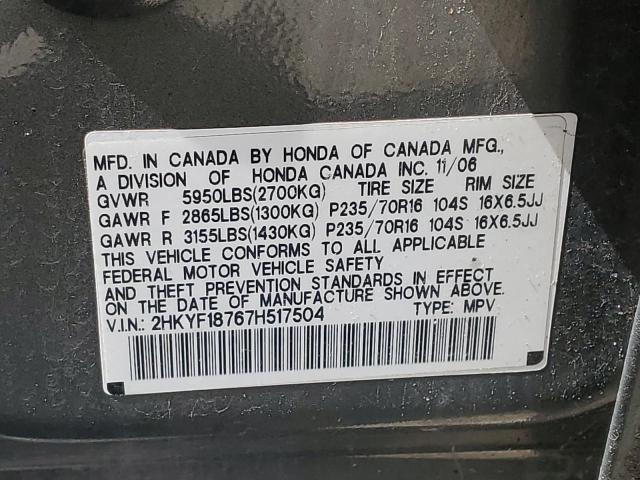 MFD. IN CANADA BY HONDA OF CANADA MFG.,
A DIVISION OF HONDA CANADA INC. 11/06
GVWR 5950LBS(2700KG) TIRE SIZE RIM SIZE
GAWR F 2865LBS(1300KG) P235/70R16 104S 16X6.5JJ
GAWR R 3155LBS(1430KG) P235/70R16 104S 16X6.5JJ
THIS VEHICLE CONFORMS TO ALL APPLICABLE
FEDERAL MOTOR VEHICLE SAFETY
AND THEFT PREVENTION STANDARDS IN EFFECT
ON THE DATE OF MANUFACTURE SHOWN ABOVE.
V.I.N.: 2HKYF18767H517504 TYPE: MPV